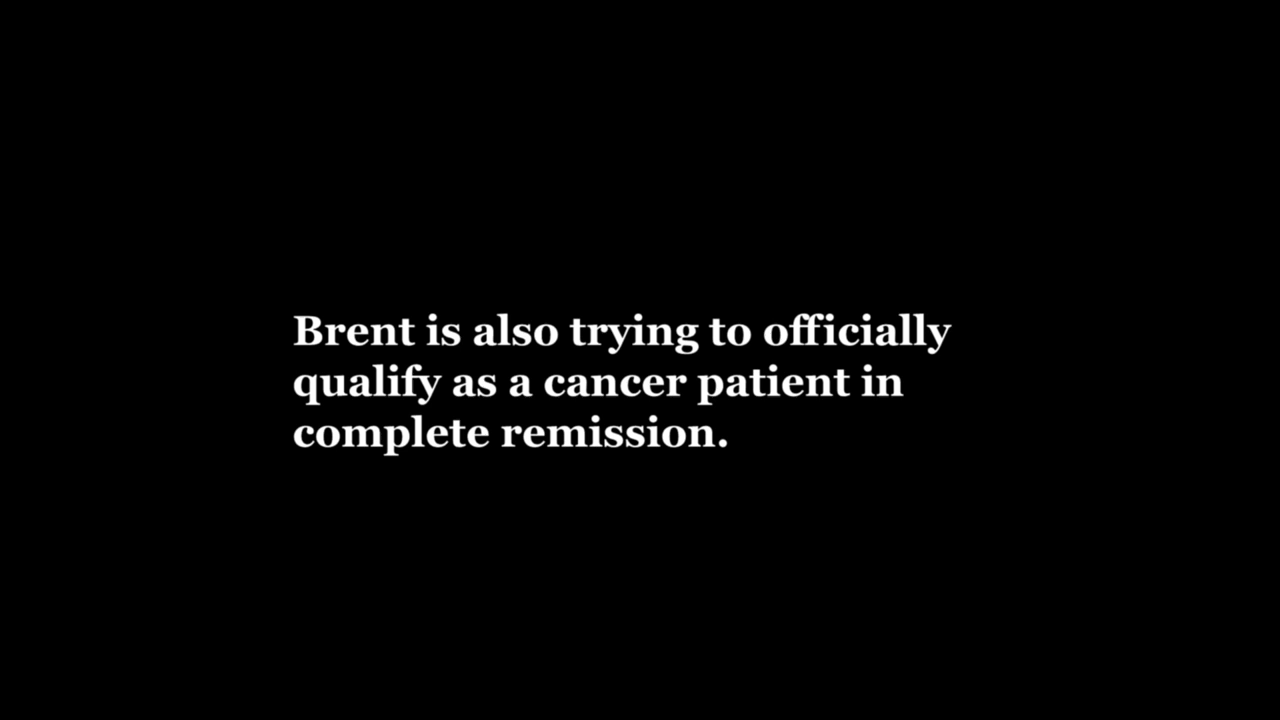 Brent is also trying to officially
qualify as a cancer patient in
complete remission.